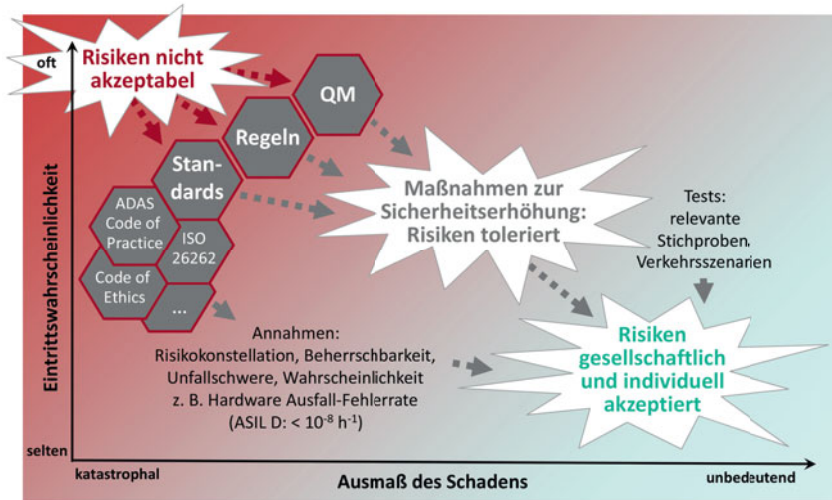 oft
Risiken nicht
akzeptabel
QM
Regeln
Stan-
dards
ADAS
Code of
Practice
ISO
26262
Code of
Ethics
...
Maßnahmen zur
Sicherheitserhöhung:
Risiken toleriert
Tests:
relevante
Stichproben,
Verkehrsszenarien
Annahmen:
Risikokonstellation, Beherrschbarkeit,
Unfallschwere, Wahrscheinlichkeit
z. B. Hardware Ausfall-Fehlerrate
(ASIL D: < 10⁻⁸ h⁻¹)
Risiken
gesellschaftlich
und individuell
akzeptiert
Eintrittswahrscheinlichkeit
selten
katastrophal
Ausmaß des Schadens
unbedeutend